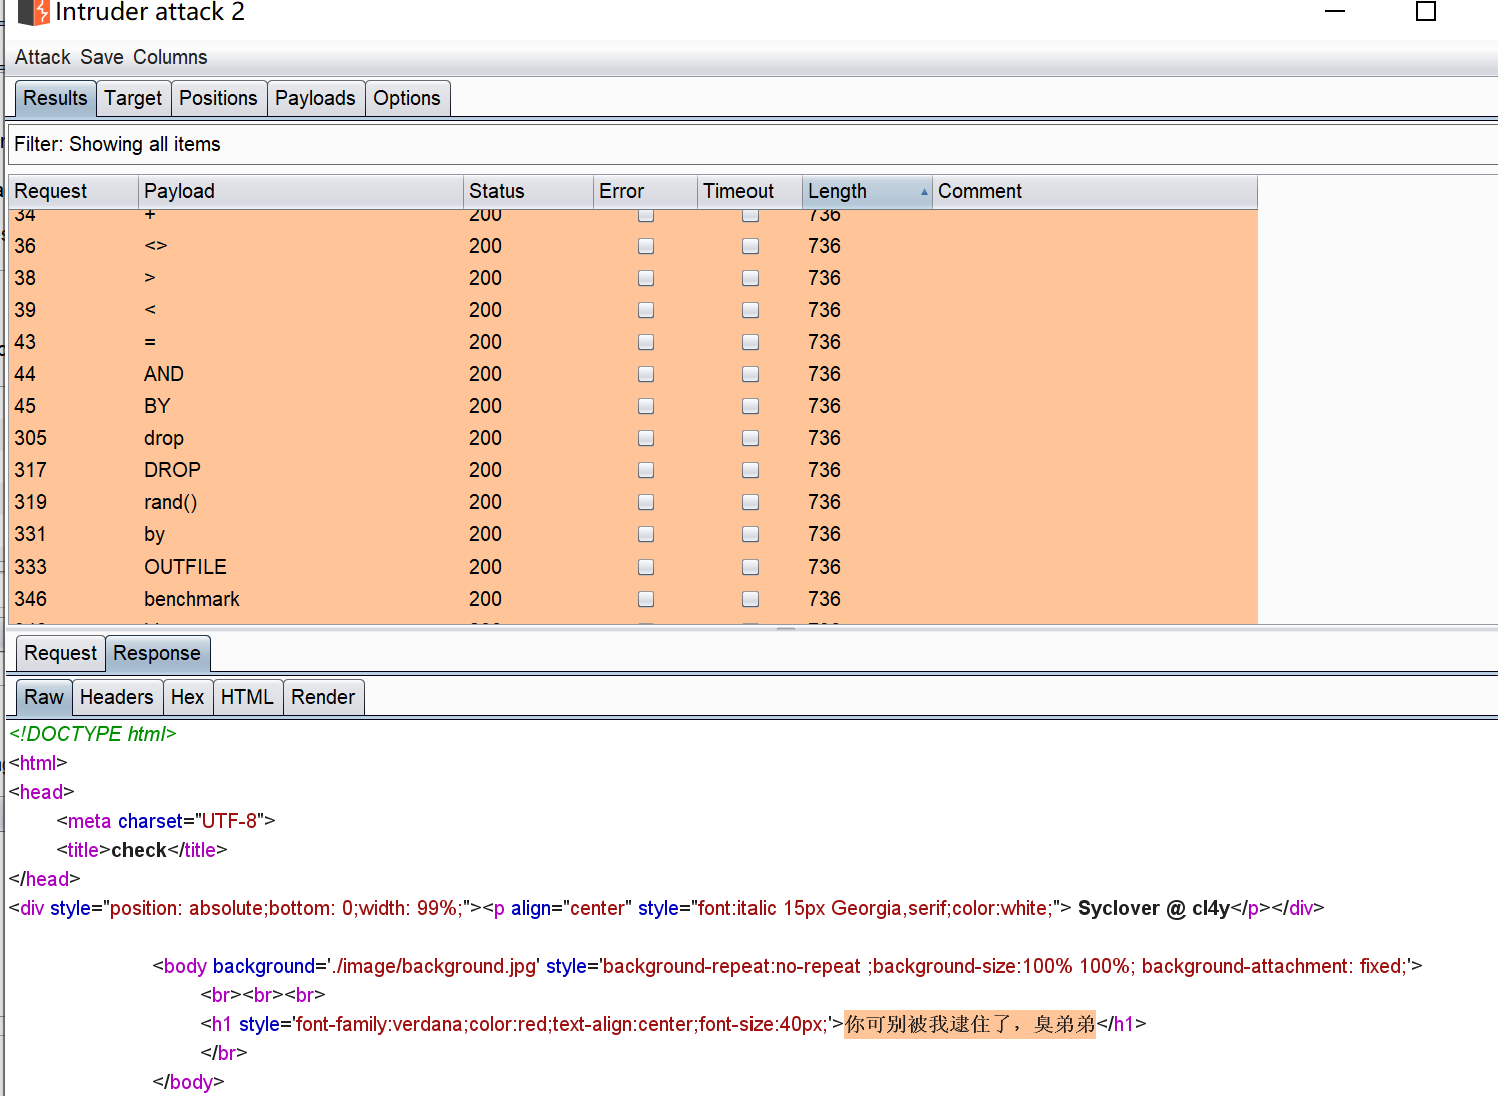 Intruder attack 2
Attack Save Columns
Results Target Positions Payloads Options
Filter: Showing all items
Request Payload Status Error Timeout Length Comment
34 + 200 736
36 <> 200 736
38 > 200 736
39 < 200 736
43 = 200 736
44 AND 200 736
45 BY 200 736
305 drop 200 736
317 DROP 200 736
319 rand() 200 736
331 by 200 736
333 OUTFILE 200 736
346 benchmark 200 736
Request Response
Raw Headers Hex HTML Render
<!DOCTYPE html>
<html>
<head>
<meta charset="UTF-8">
<title>check</title>
</head>
<div style="position: absolute;bottom: 0;width: 99%;"><p align="center" style="font:italic 15px Georgia,serif;color:white;"> Syclover @ cl4y</p></div>
<body background='./image/background.jpg' style='background-repeat:no-repeat ;background-size:100% 100%; background-attachment: fixed;'>
<br><br><br>
<h1 style='font-family:verdana;color:red;text-align:center;font-size:40px;'>你可别被我逮住了，臭弟弟</h1>
</br>
</body>